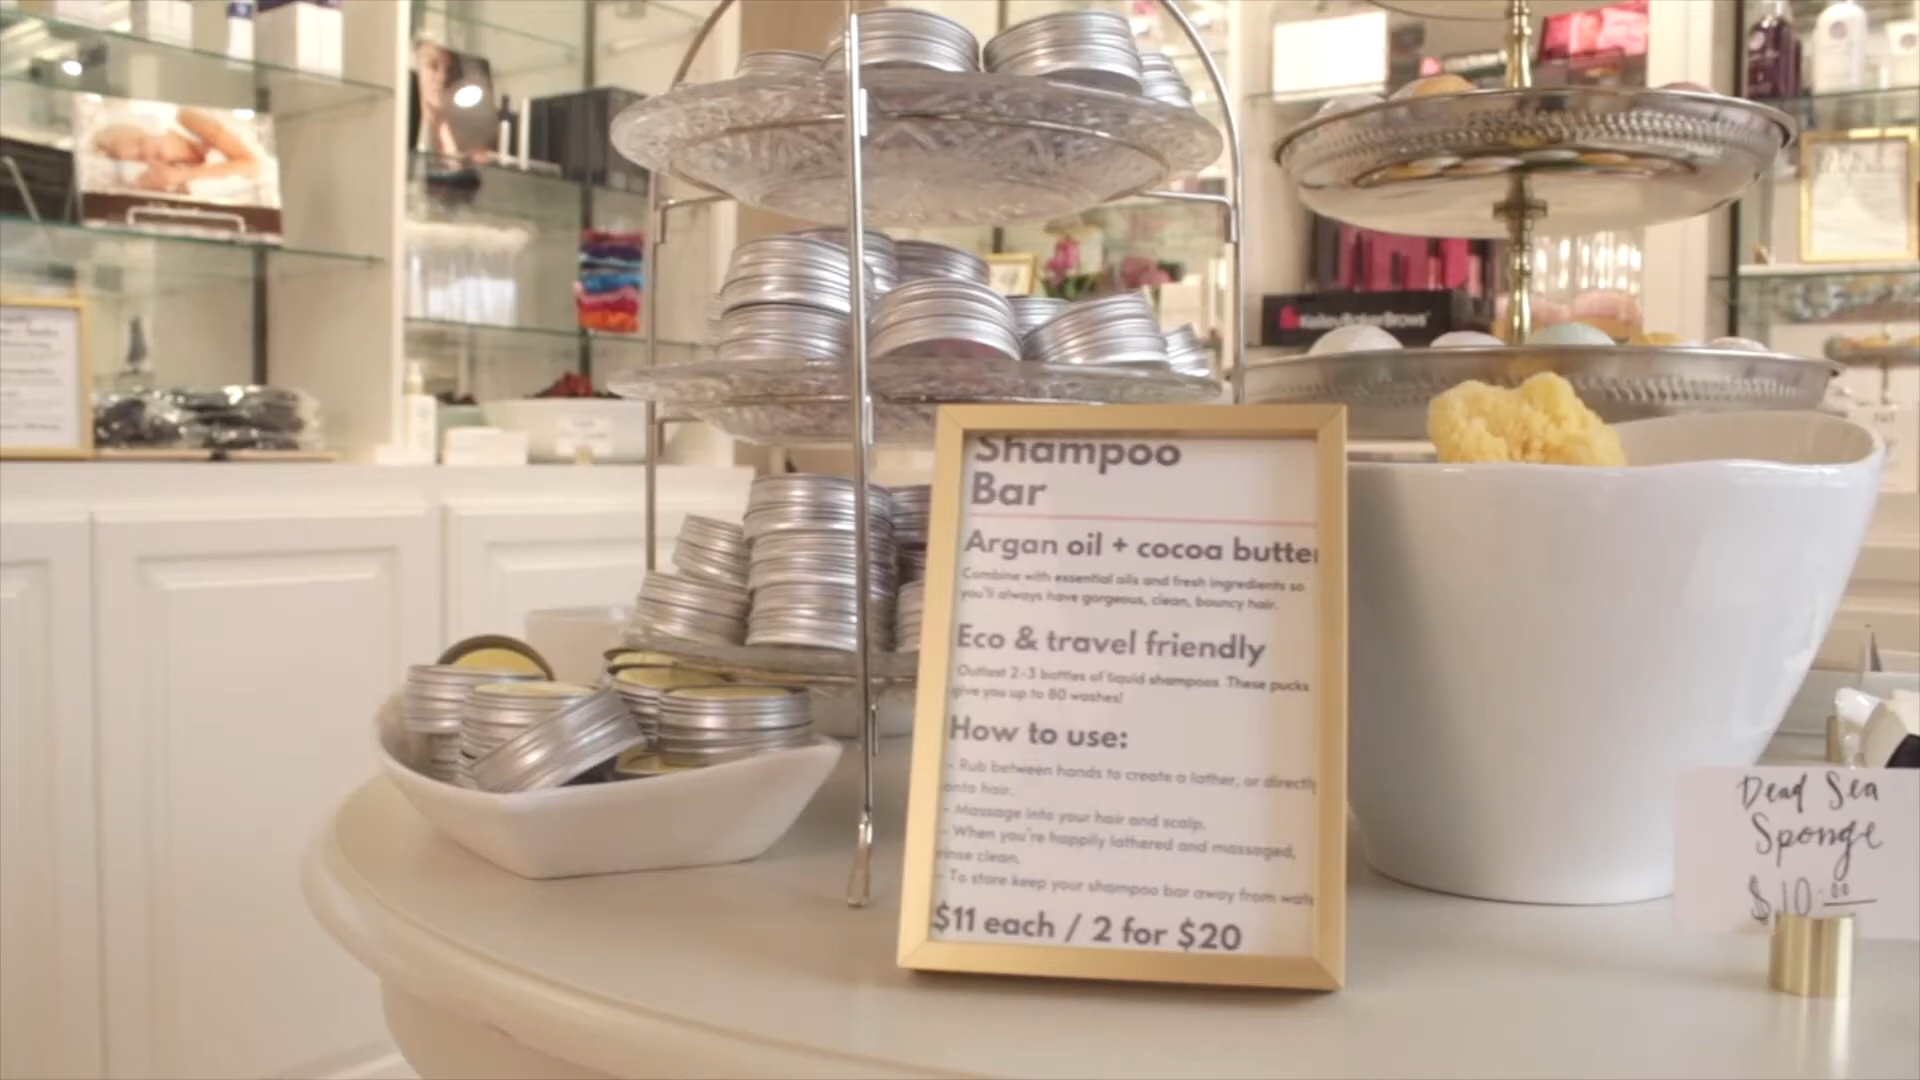 Shampoo
Bar
Argan oil + cocoa butter
Combine with essential oils and fresh ingredients so
you'll always have gorgeous, clean, bouncy hair.
Eco & travel friendly
Outlast 2-3 bottles of liquid shampoos. These pucks
give you up to 80 washes!
How to use:
- Rub between hands to create a lather, or directly
onto hair.
- Massage into your hair and scalp.
- When you're happily lathered and massaged,
rinse clean.
- To store keep your shampoo bar away from wate
$11 each / 2 for $20
Dead Sea
Sponge
$10.00
KelleyBakerBrows